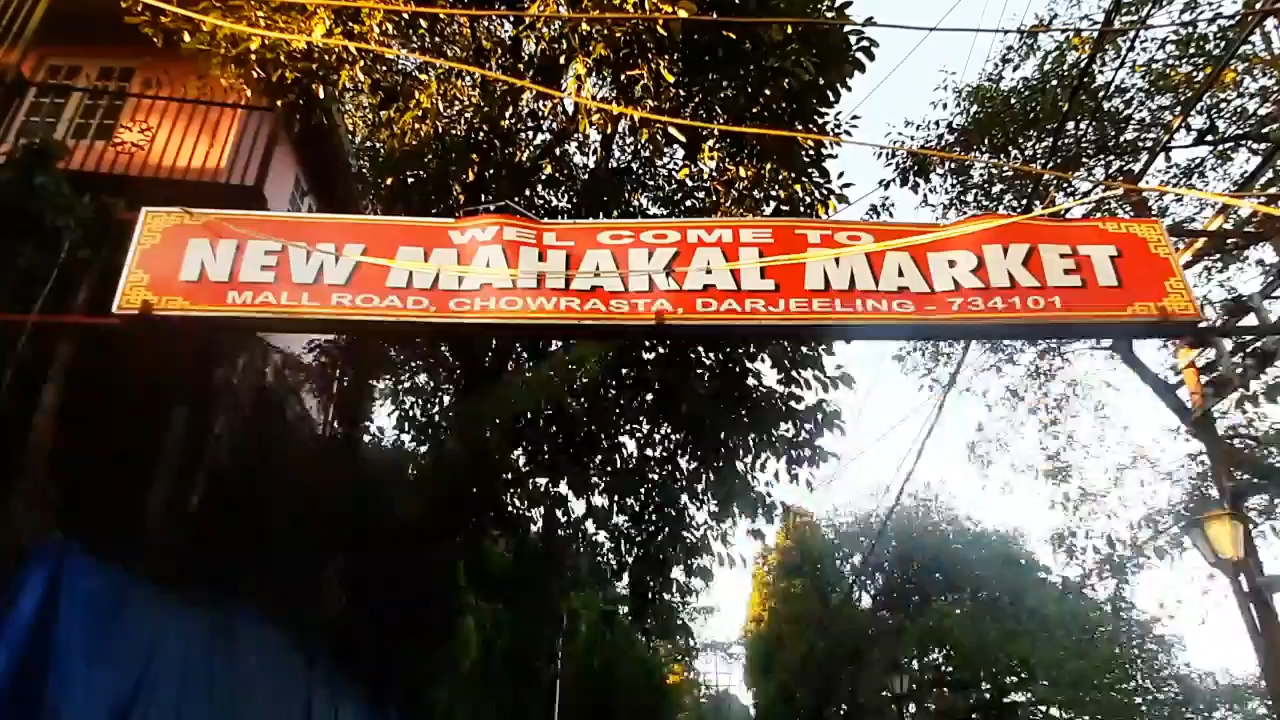 WEL COME TO
NEW MAHAKAL MARKET
MALL ROAD, CHOWRASTA, DARJEELING - 734101